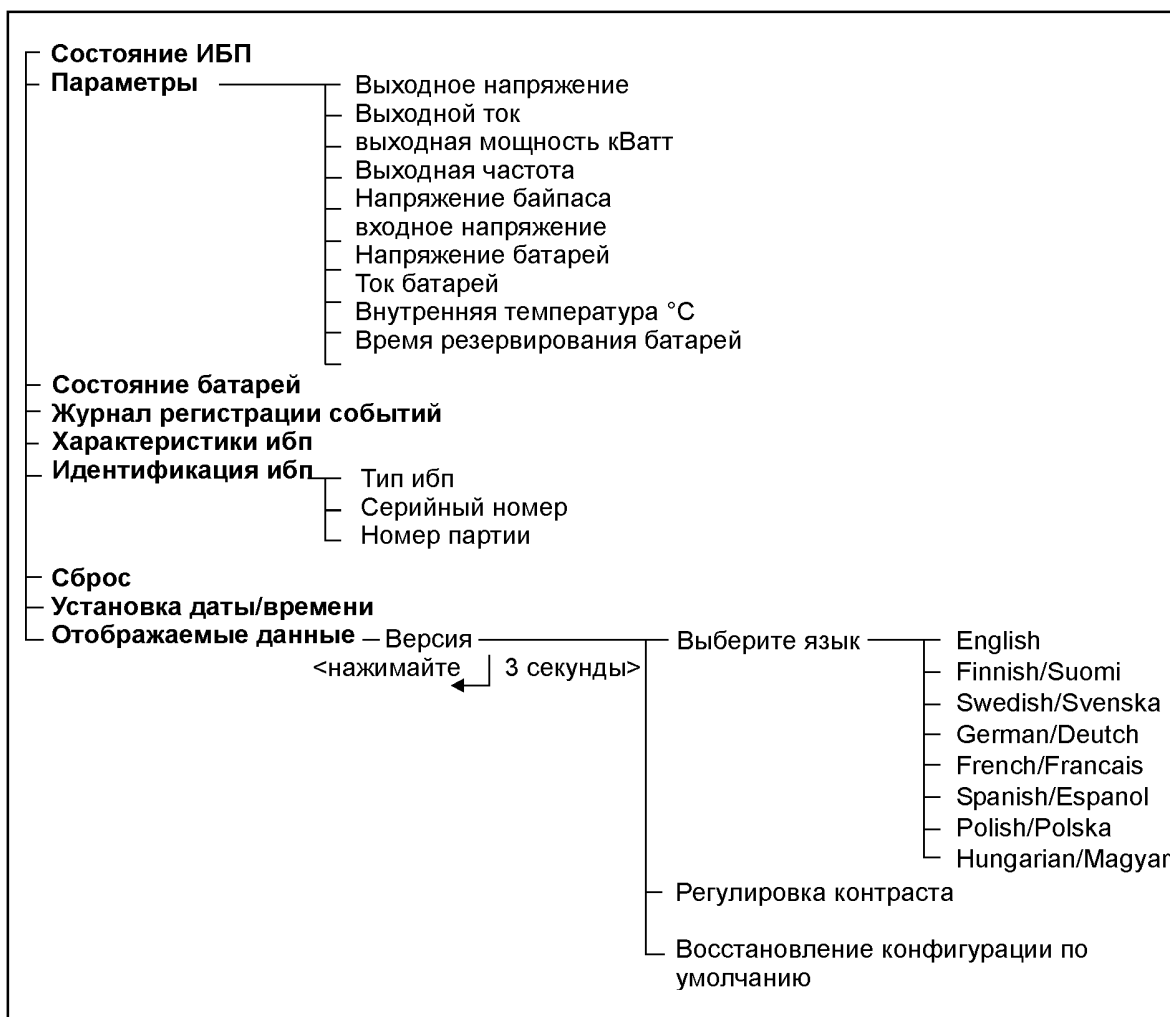 Состояние ИБП
Параметры
Выходное напряжение
Выходной ток
выходная мощность кВатт
Выходная частота
Напряжение байпаса
входное напряжение
Напряжение батарей
Ток батарей
Внутренняя температура °C
Время резервирования батарей
Состояние батарей
Журнал регистрации событий
Характеристики ибп
Идентификация ибп
Тип ибп
Серийный номер
Номер партии
Сброс
Установка даты/времени
Отображаемые данные
Версия
<нажимайте 3 секунды>
Выберите язык
English
Finnish/Suomi
Swedish/Svenska
German/Deutch
French/Francais
Spanish/Espanol
Polish/Polska
Hungarian/Magyar
Регулировка контраста
Восстановление конфигурации по
умолчанию